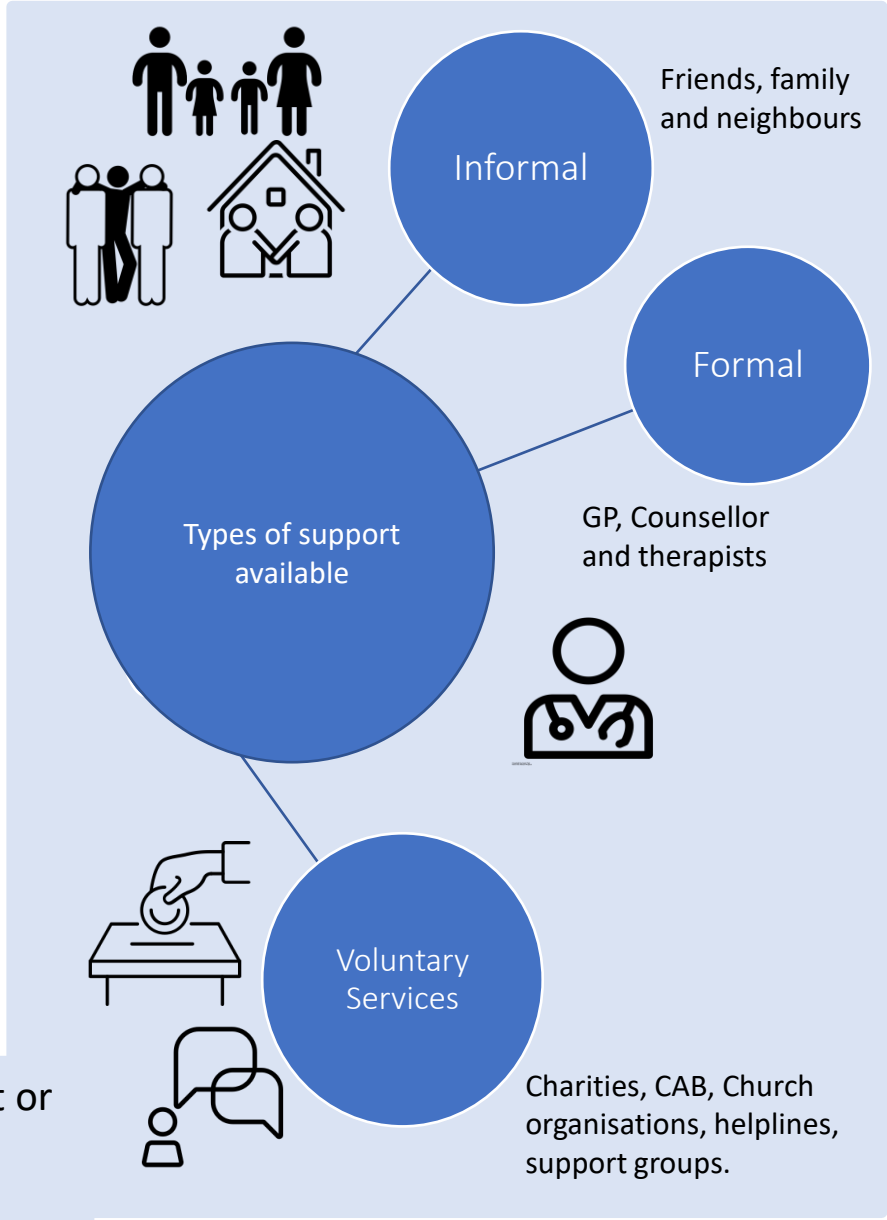 Friends, family
and neighbours
Informal
Formal
GP, Counsellor
and therapists
Types of support
available
Voluntary
Services
Charities, CAB, Church
organisations, helplines,
support groups.
t or